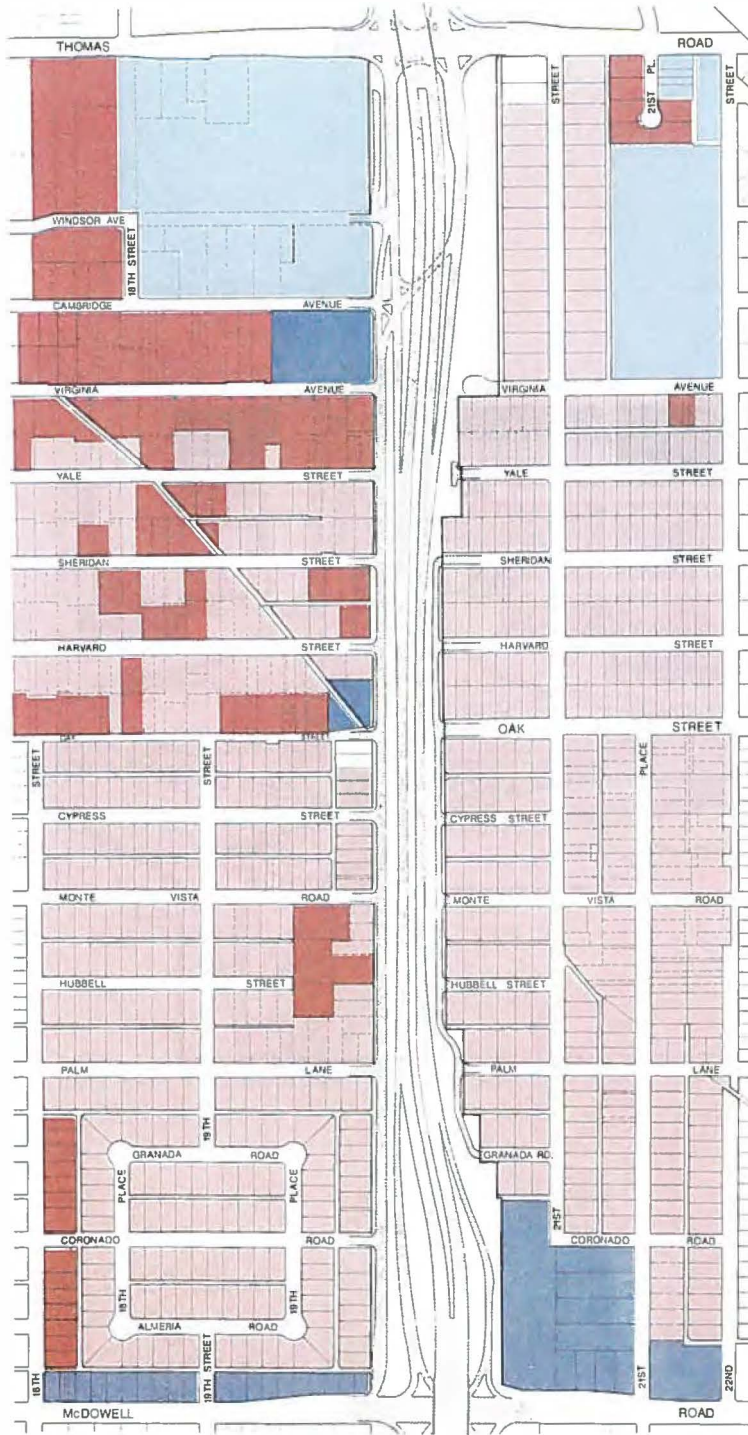 THOMAS ROAD
STREET
21ST PL.
STREET
WINDSOR AVE
18TH STREET
CAMBRIDGE AVENUE
VIRGINIA AVENUE VIRGINIA AVENUE
YALE STREET YALE STREET
SHERIDAN STREET SHERIDAN STREET
HARVARD STREET HARVARD STREET
OAK STREET OAK STREET
STREET STREET PLACE
CYPRESS STREET CYPRESS STREET
MONTE VISTA ROAD MONTE VISTA ROAD
HUBBELL STREET HUBBELL STREET
PALM LANE PALM LANE
19TH
GRANADA ROAD GRANADA RD.
PLACE PLACE
21ST
CORONADO ROAD CORONADO ROAD
18TH 19TH
ALMERIA ROAD
18TH 19TH STREET 21ST 22ND
McDOWELL ROAD